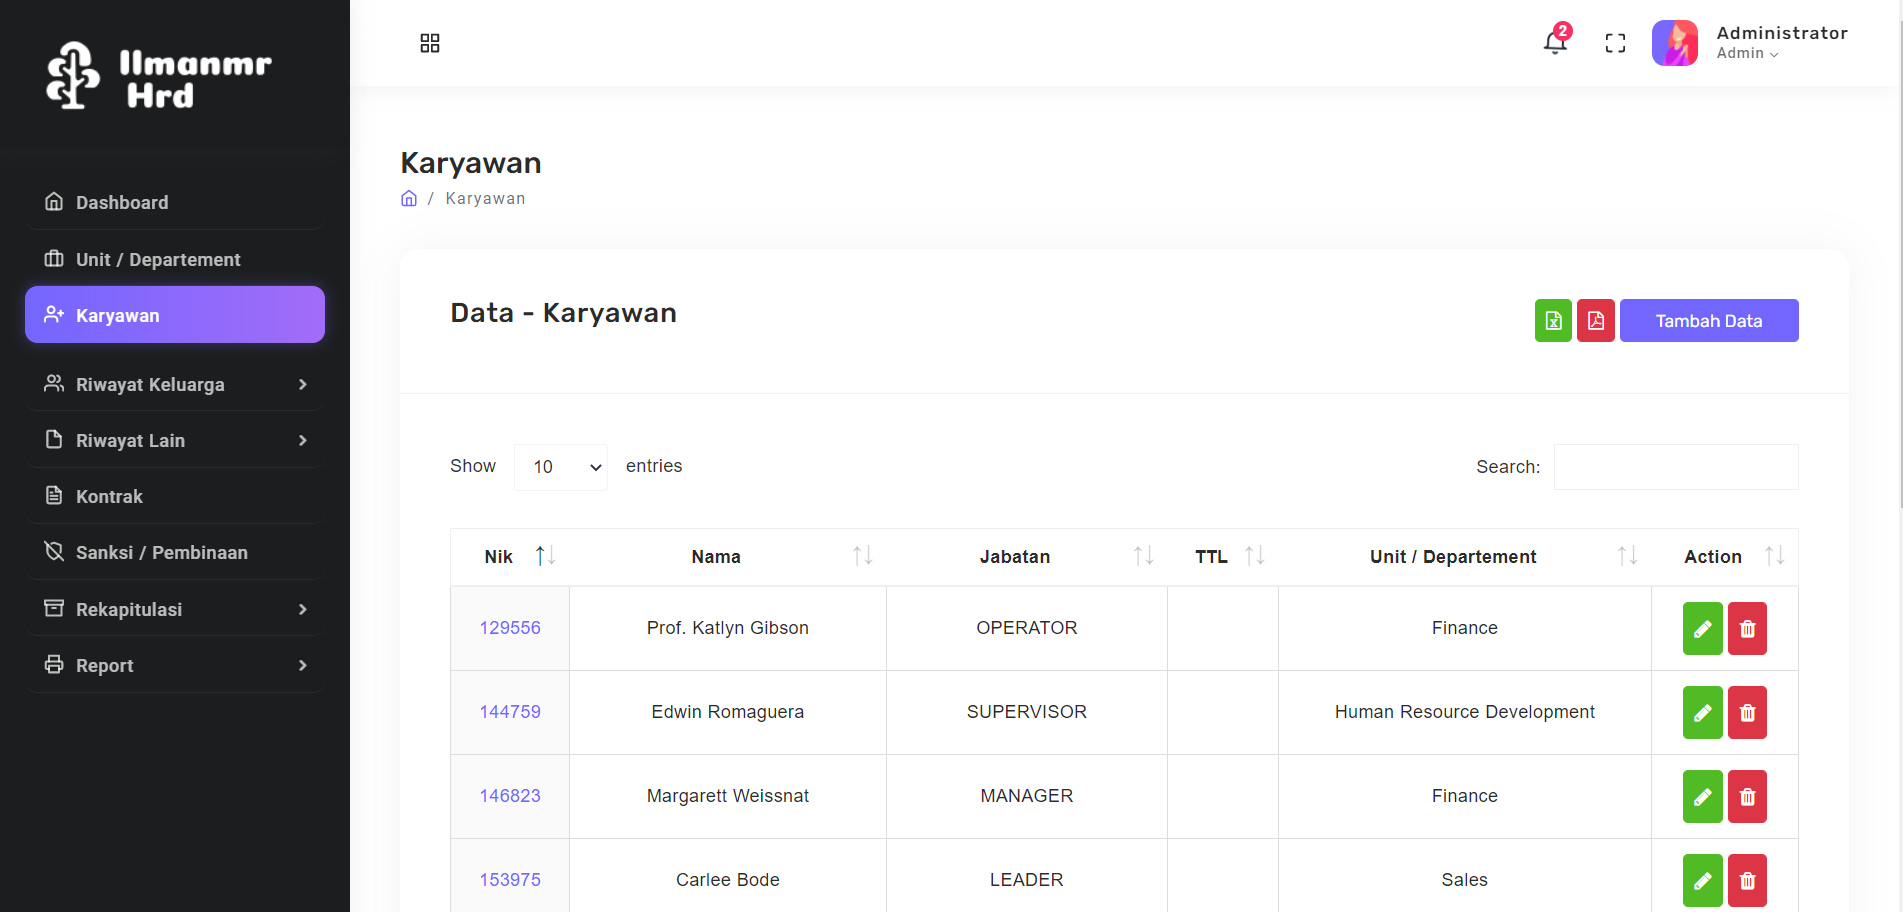 Ilmanmr
Hrd
Dashboard
Unit / Departement
Karyawan
Riwayat Keluarga
Riwayat Lain
Kontrak
Sanksi / Pembinaan
Rekapitulasi
Report
2
Administrator
Admin
Karyawan
/ Karyawan
Data - Karyawan
Tambah Data
Show 10 entries
Search:
Nik Nama Jabatan TTL Unit / Departement Action
129556 Prof. Katlyn Gibson OPERATOR Finance
144759 Edwin Romaguera SUPERVISOR Human Resource Development
146823 Margarett Weissnat MANAGER Finance
153975 Carlee Bode LEADER Sales